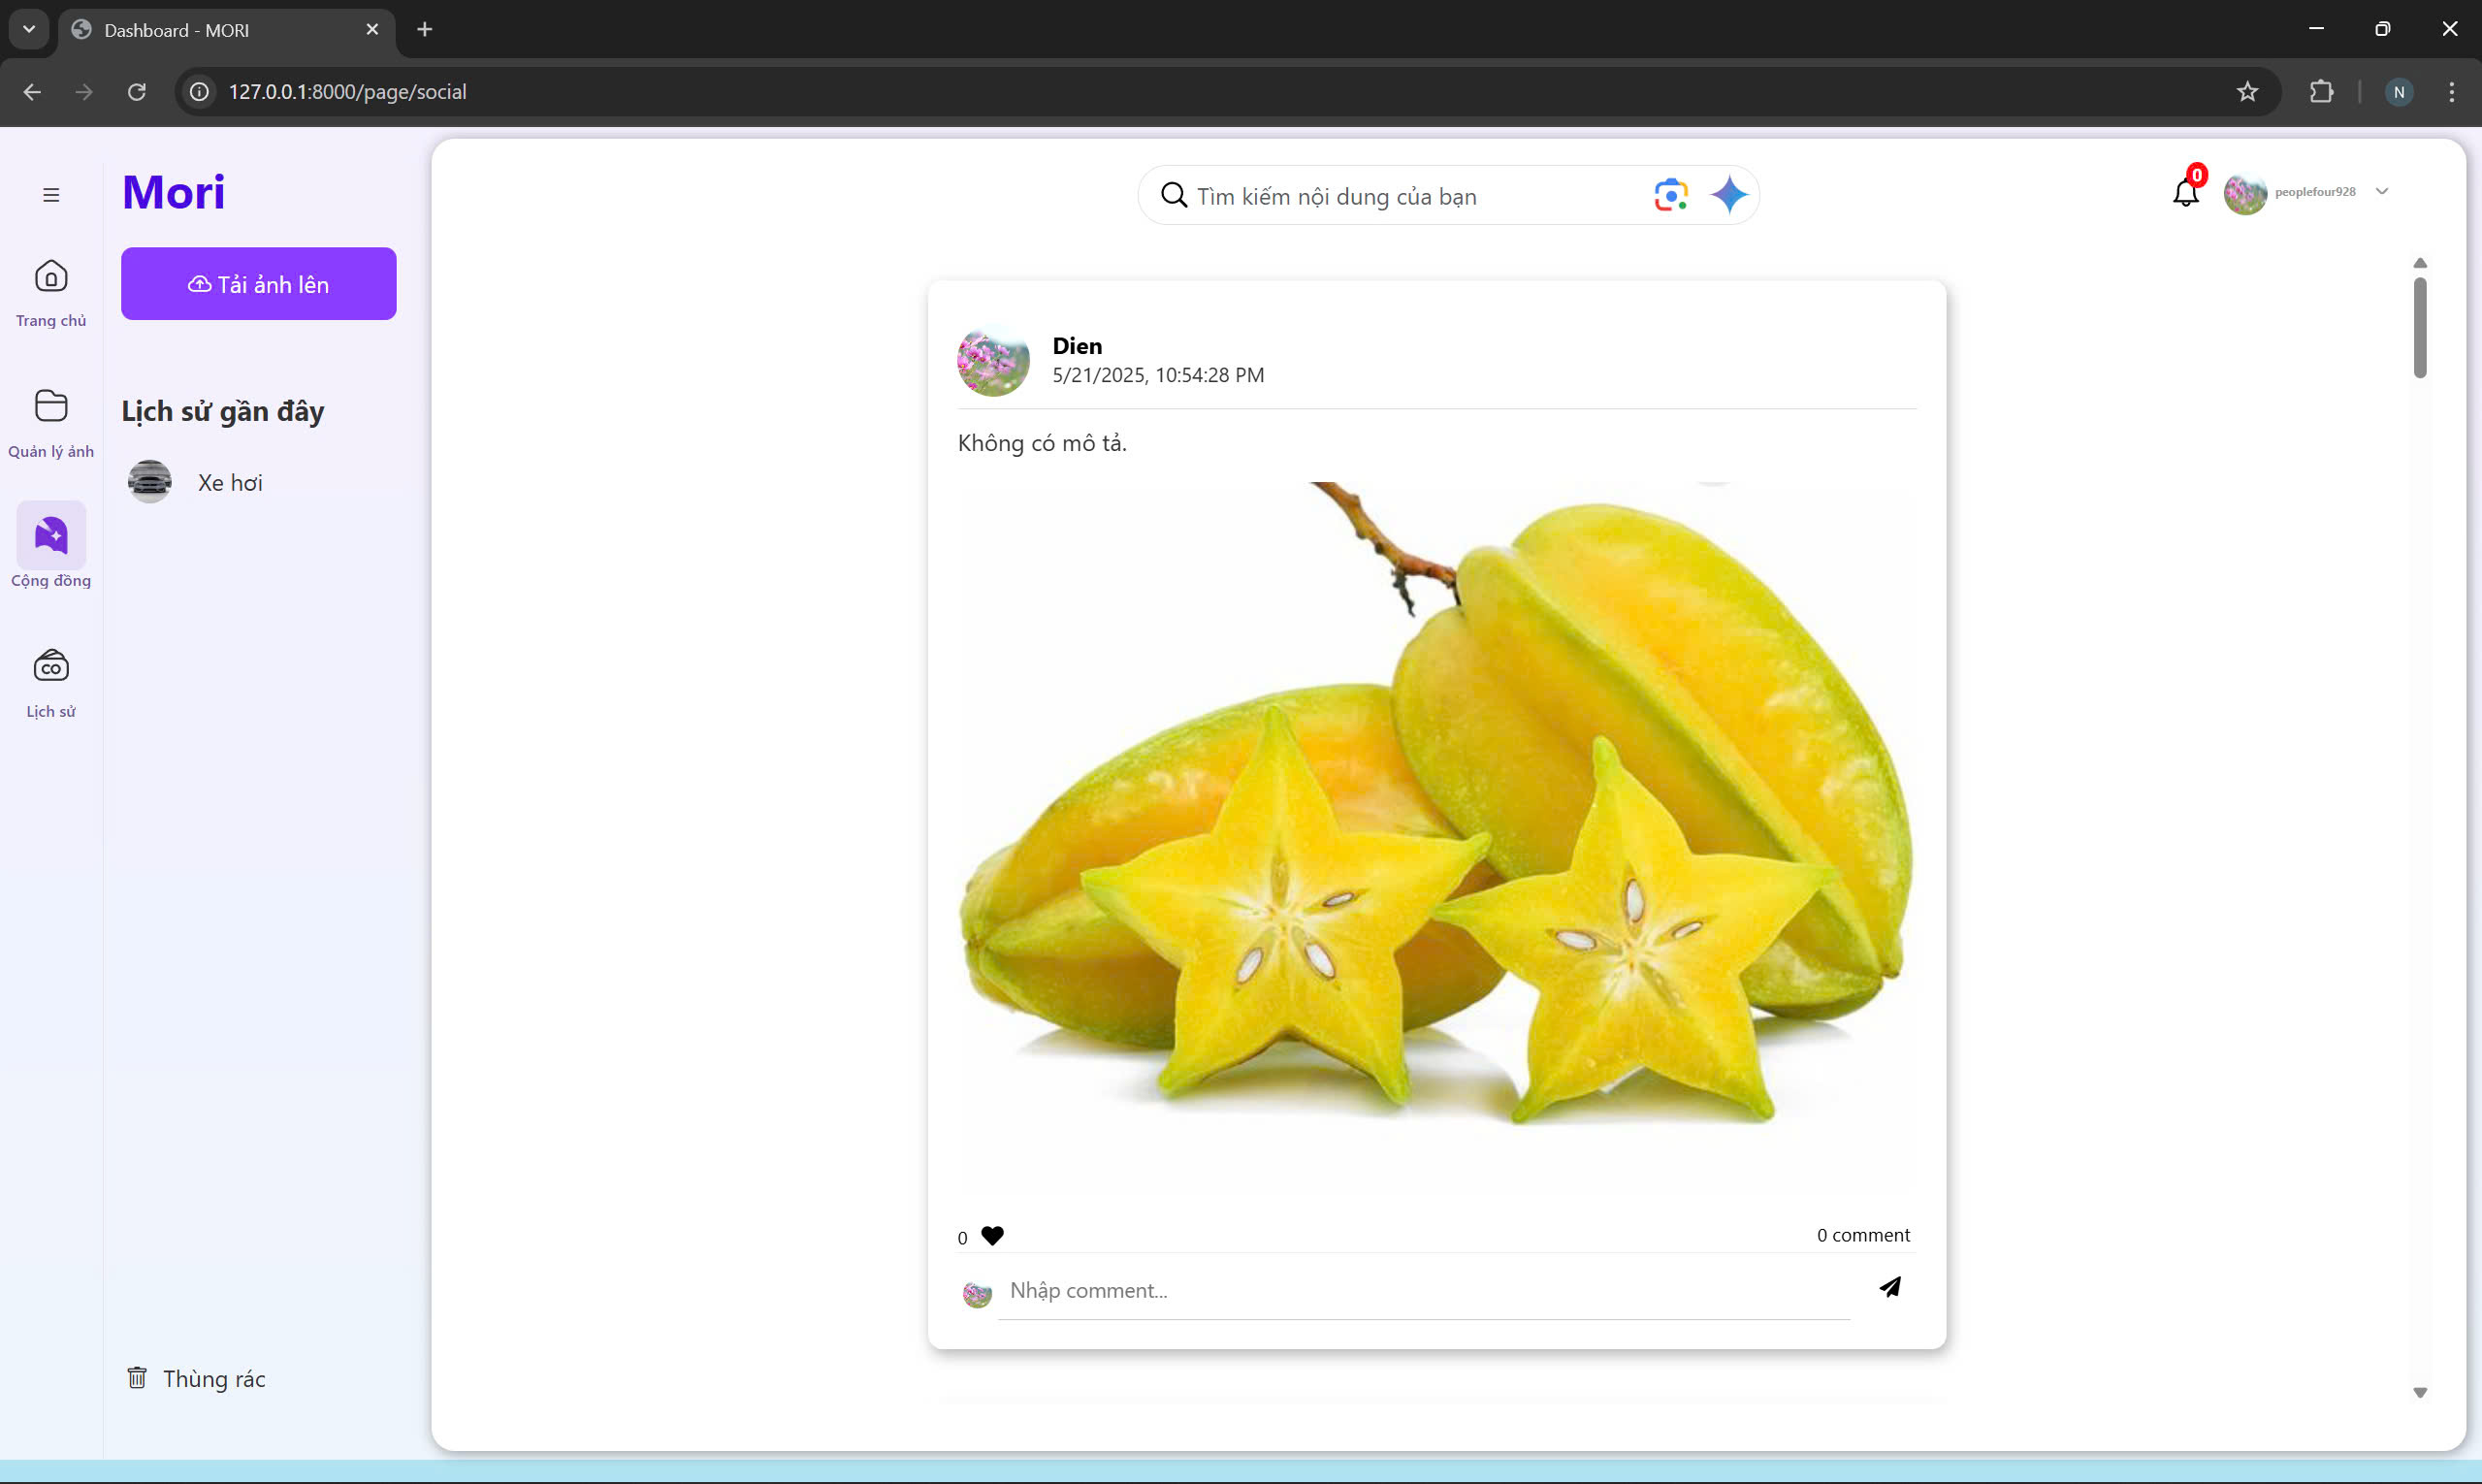 Dashboard - MORI
127.0.0.1:8000/page/social
N
Mori
Tìm kiếm nội dung của bạn
0
peoplefour928
Tải ảnh lên
Trang chủ
Quản lý ảnh
Cộng đồng
CO
Lịch sử
Lịch sử gần đây
Xe hơi
Thùng rác
Dien
5/21/2025, 10:54:28 PM
Không có mô tả.
0
0 comment
Nhập comment...